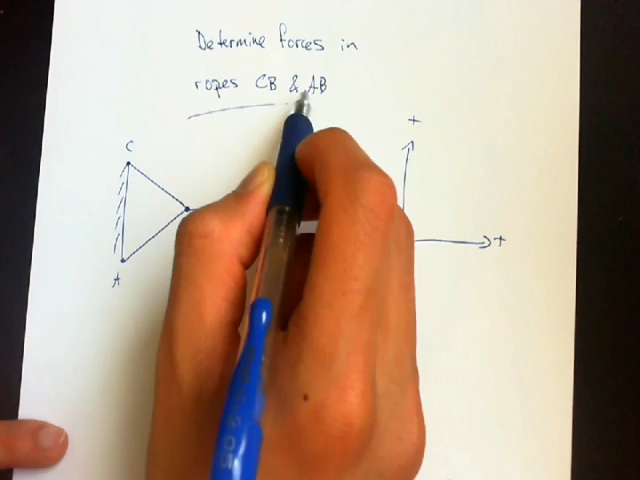 Determine forces in
ropes CB & AB
+
C
+
A